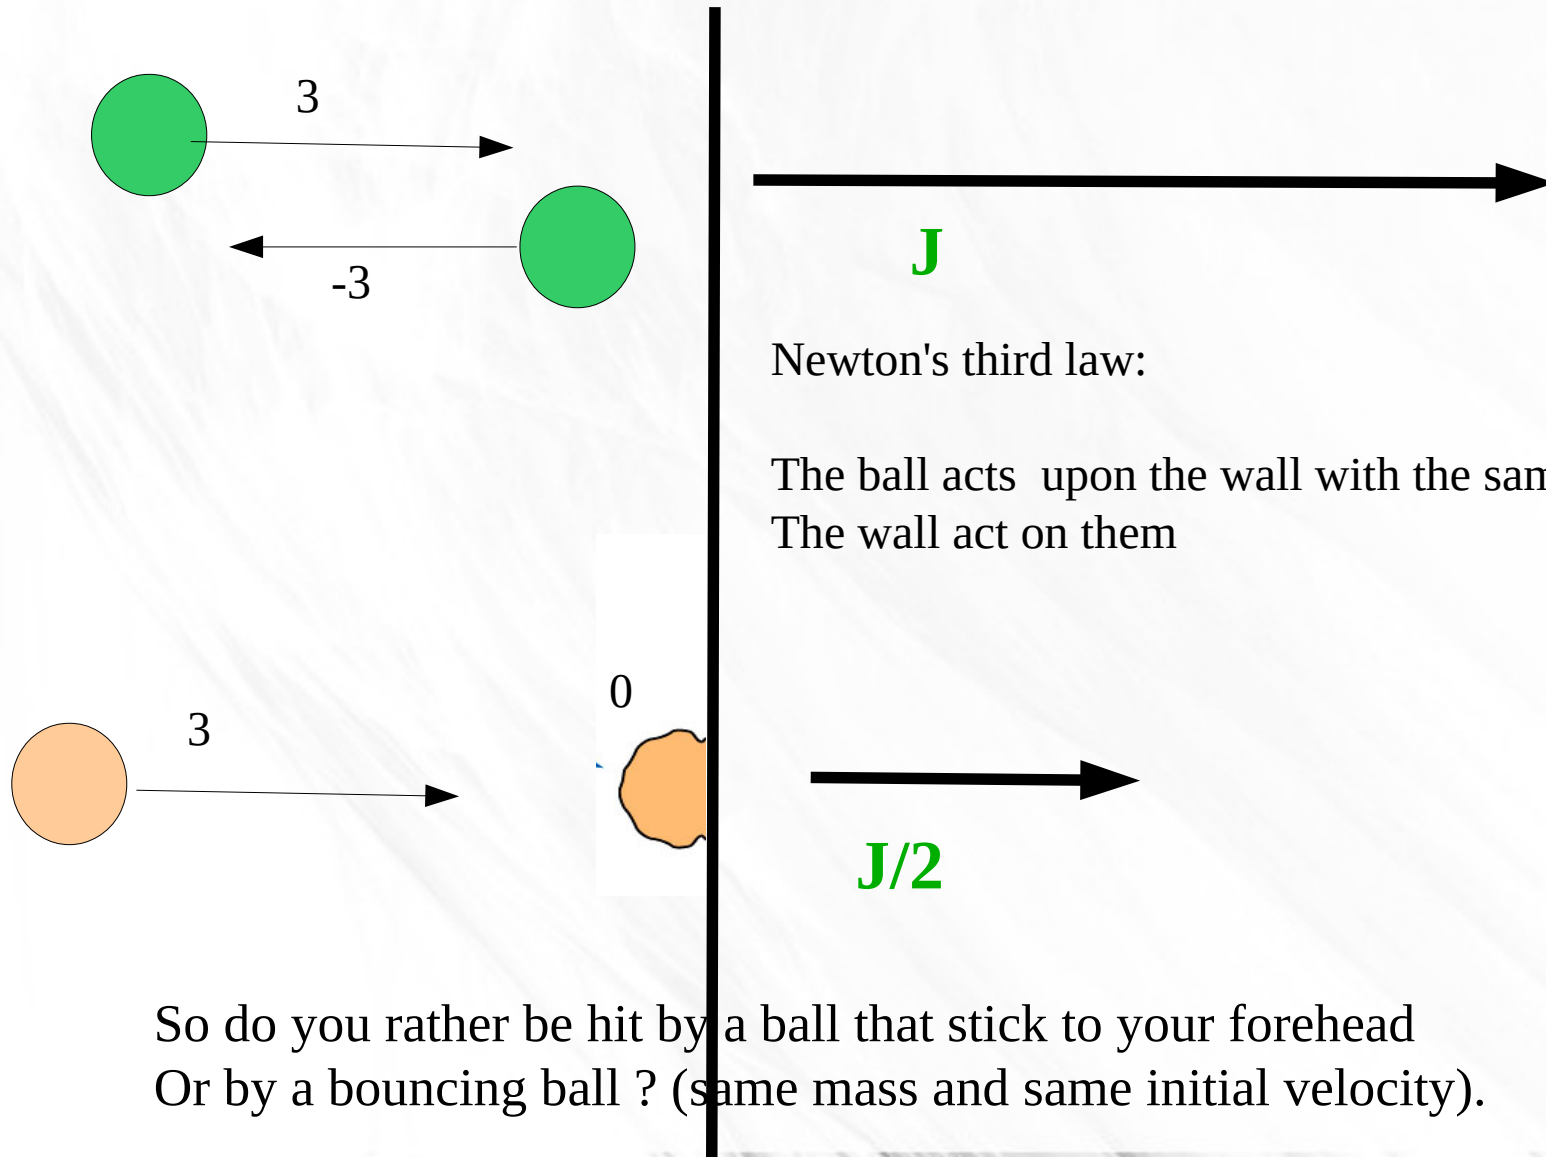 3
-3
J
Newton's third law:
The ball acts  upon the wall with the
The wall act on them
0
3
J/2
So do you rather be hit by a ball that stick to your forehead
Or by a bouncing ball ? (same mass and same initial velocity).